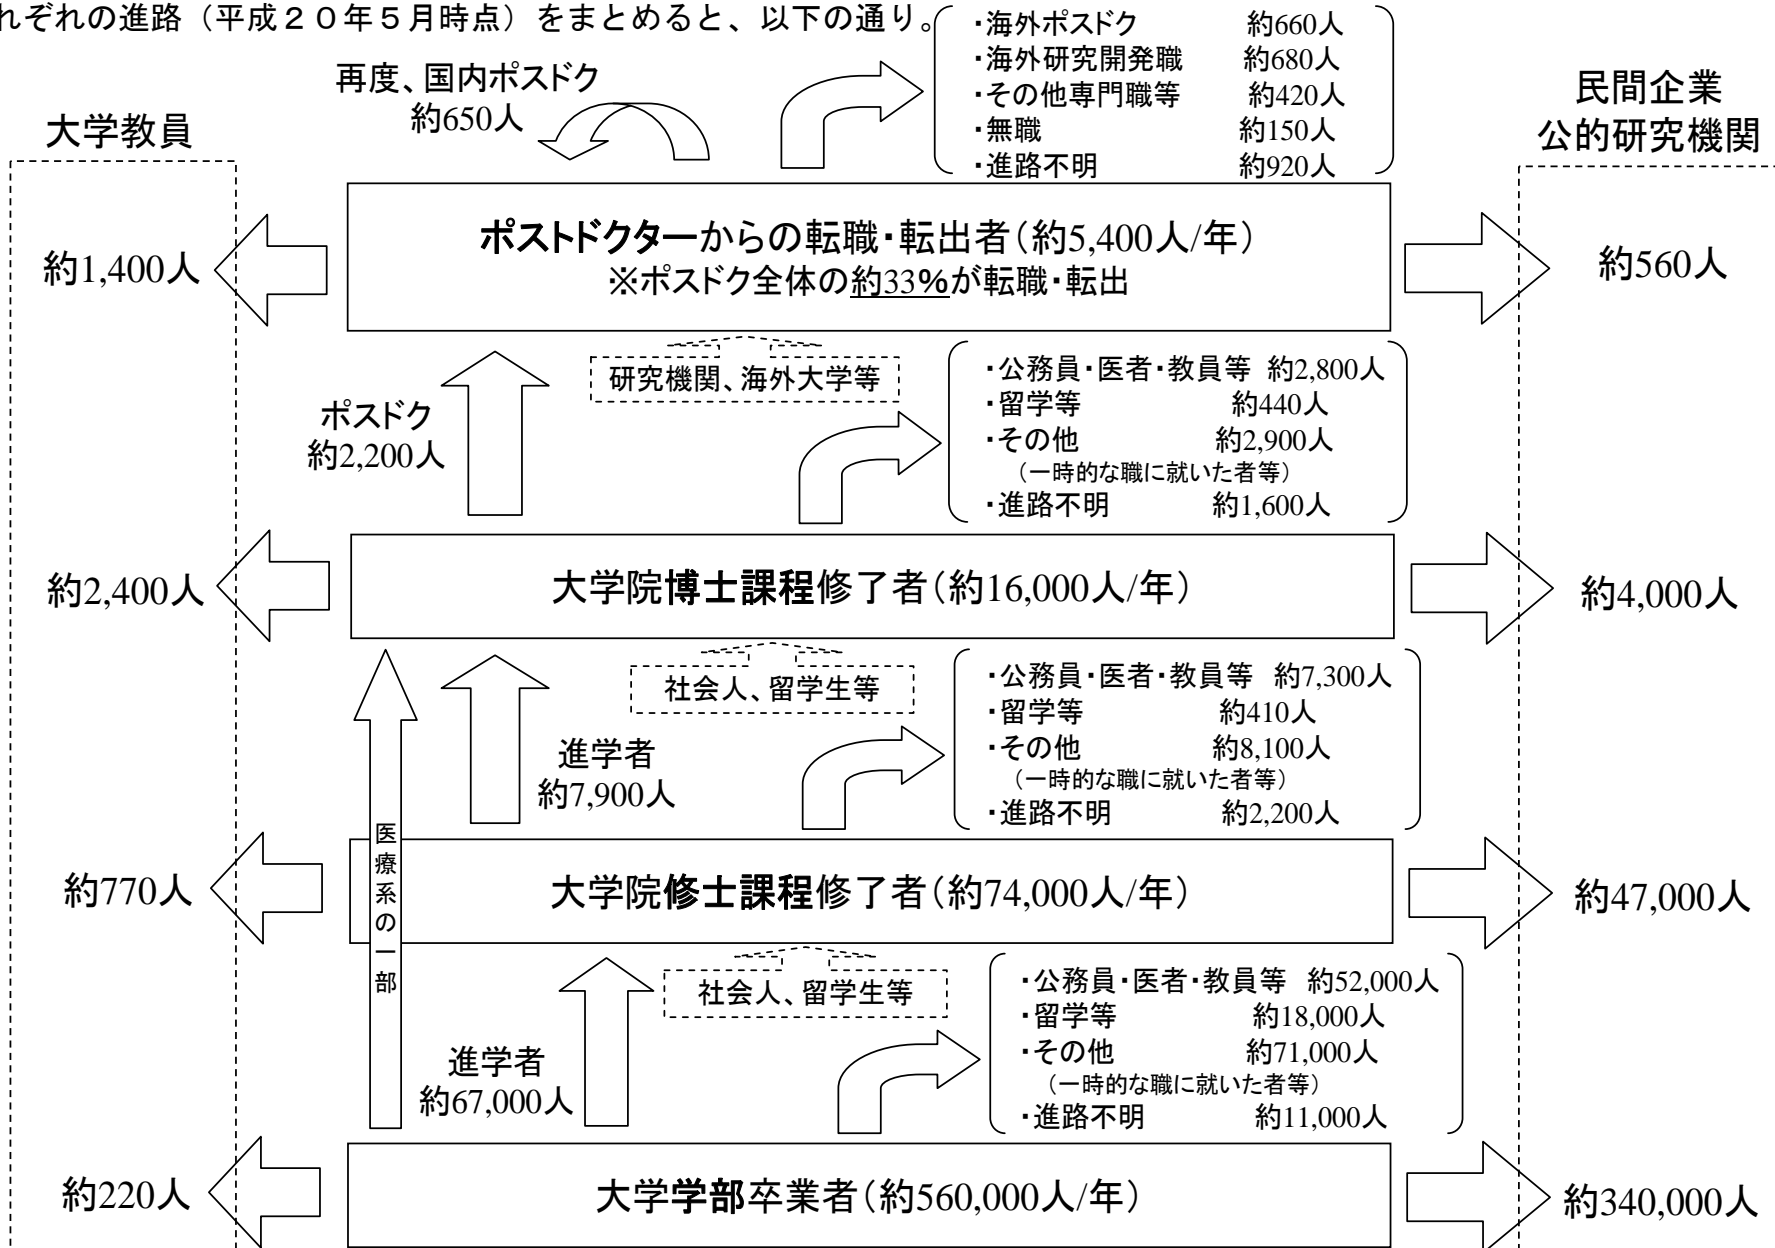 れぞれの進路（平成２０年５月時点）をまとめると、以下の通り。
・海外ポスドク 約660人
・海外研究開発職 約680人
・その他専門職等 約420人
・無職 約150人
・進路不明 約920人
再度、国内ポスドク
約650人
大学教員
民間企業
公的研究機関
ポストドクターからの転職・転出者（約5,400人/年）
※ポスドク全体の約33%が転職・転出
約1,400人
約560人
研究機関、海外大学等
・公務員・医者・教員等 約2,800人
・留学等 約440人
・その他 約2,900人
（一時的な職に就いた者等）
・進路不明 約1,600人
ポスドク
約2,200人
約2,400人
大学院博士課程修了者（約16,000人/年）
約4,000人
社会人、留学生等
・公務員・医者・教員等 約7,300人
・留学等 約410人
・その他 約8,100人
（一時的な職に就いた者等）
・進路不明 約2,200人
進学者
約7,900人
医療系の一部
約770人
大学院修士課程修了者（約74,000人/年）
約47,000人
社会人、留学生等
・公務員・医者・教員等 約52,000人
・留学等 約18,000人
・その他 約71,000人
（一時的な職に就いた者等）
・進路不明 約11,000人
進学者
約67,000人
約220人
大学学部卒業者（約560,000人/年）
約340,000人